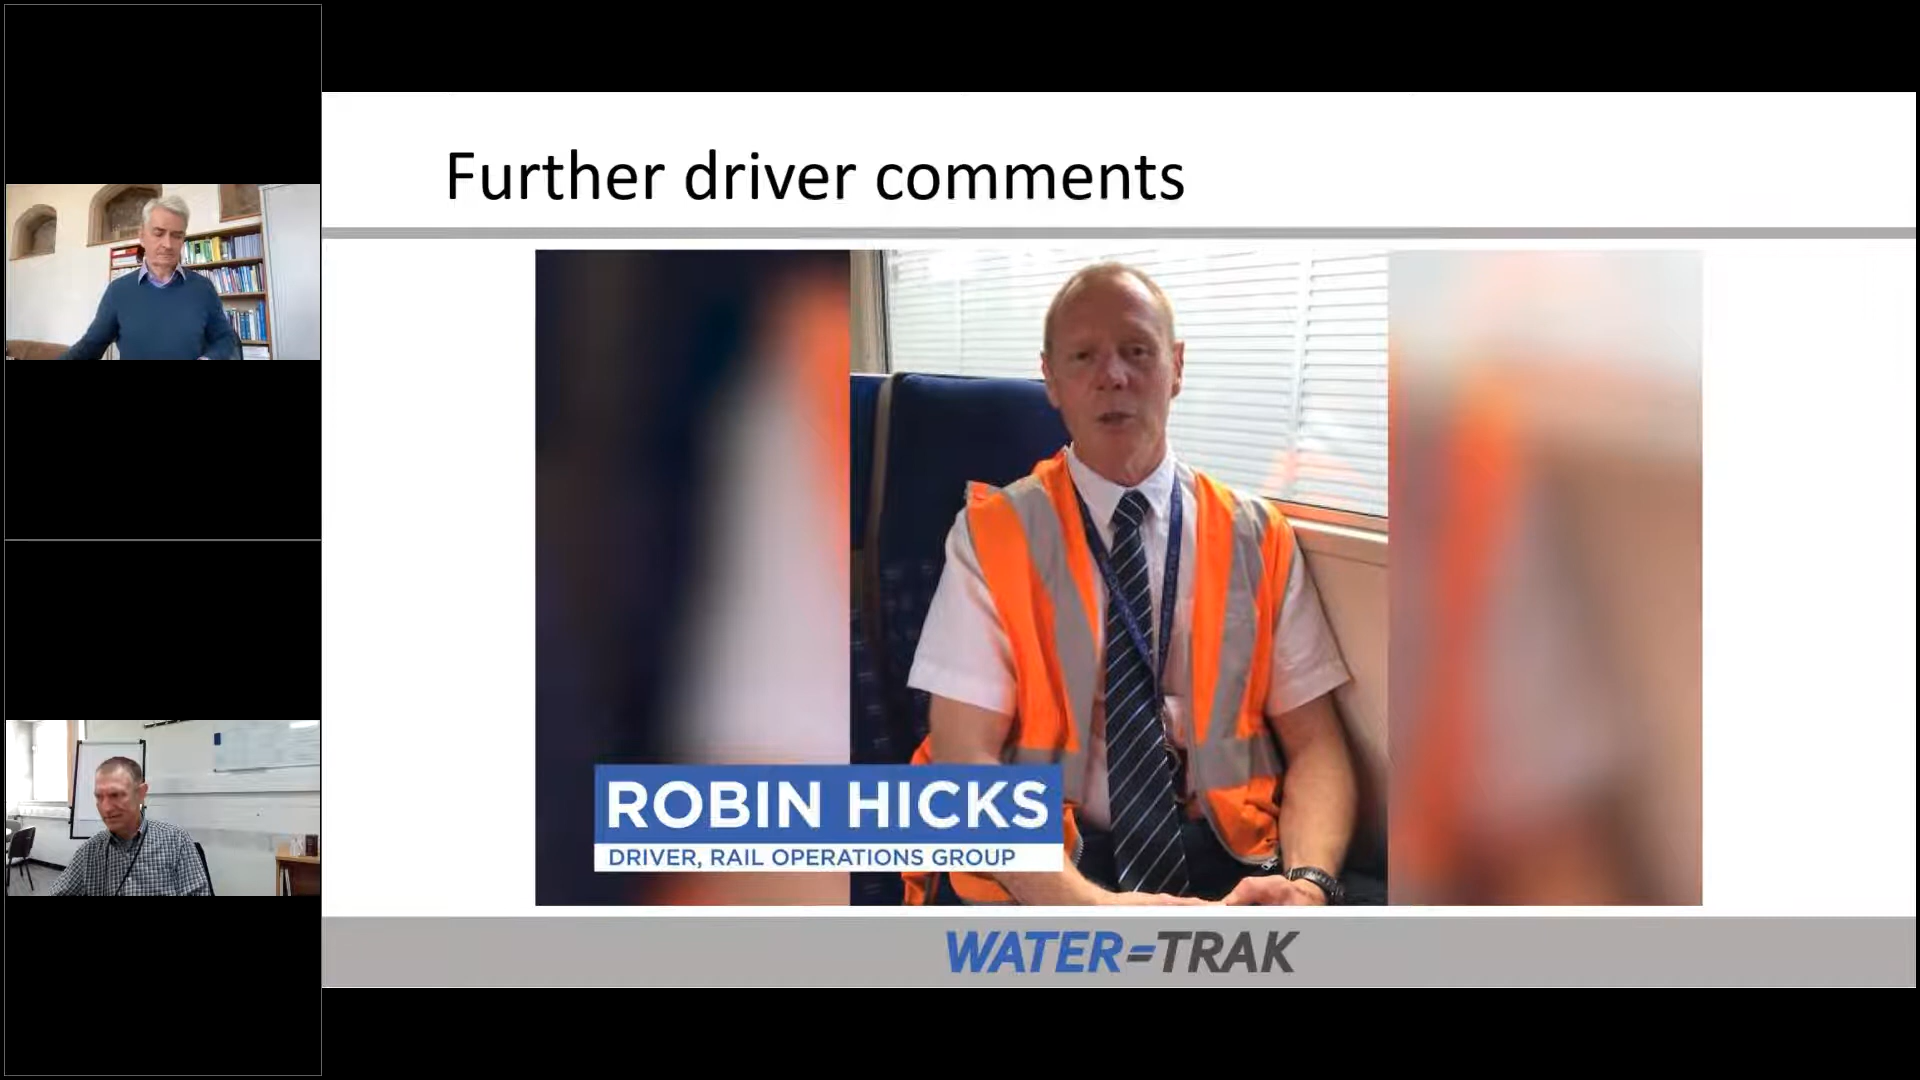 Further driver comments
ROBIN HICKS
DRIVER, RAIL OPERATIONS GROUP
WATER=TRAK